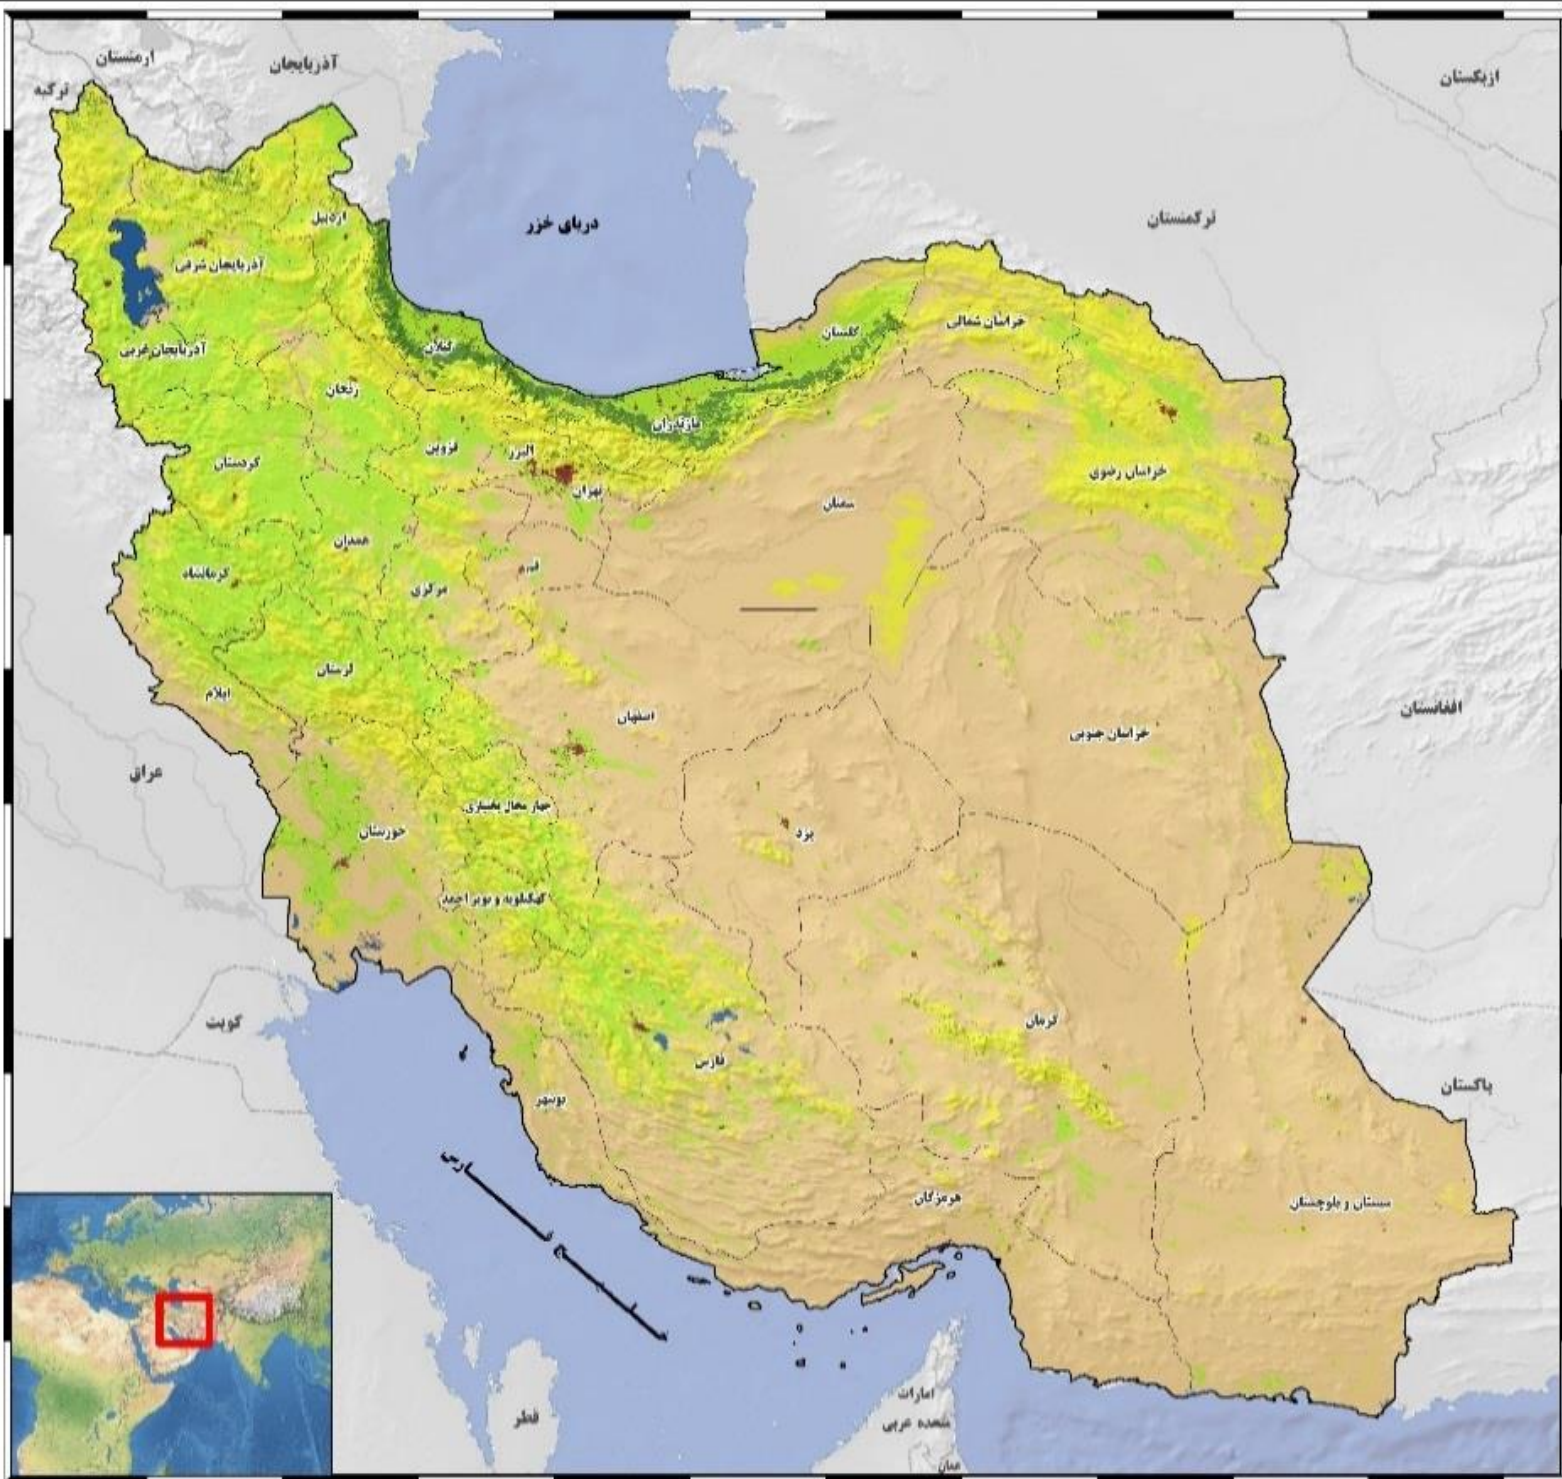 ارمنستان
آذربایجان
ازبکستان
ترکیه
اردبیل
دریای خزر
ترکمنستان
آذربایجان شرقی
گلستان
خراسان شمالی
آذربایجان غربی
گیلان
زنجان
مازندران
قزوین
البرز
کردستان
تهران
خراسان رضوی
سمنان
همدان
قم
کرمانشاه
مرکزی
لرستان
ایلام
اصفهان
افغانستان
خراسان جنوبی
عراق
چهار محال بختیاری
خوزستان
یزد
کهگیلویه و بویر احمد
کویت
کرمان
فارس
پاکستان
بوشهر
خلیج فارس
هرمزگان
سیستان و بلوچستان
امارات
متحده عربی
قطر
عمان